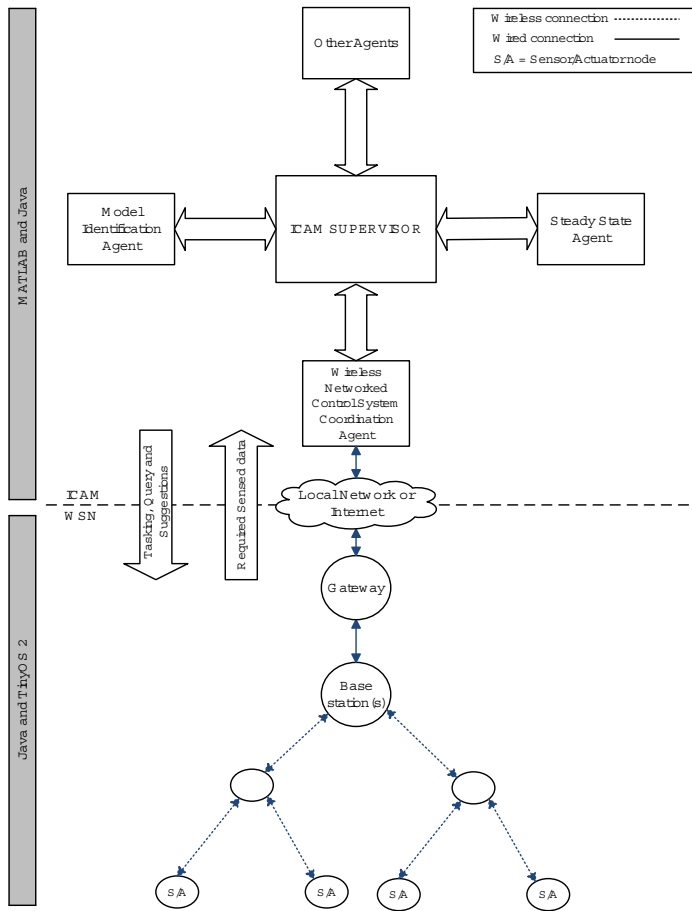 Wireless connection
Wired connection
S/A = Sensor/Actuator node
Other Agents
Model
Identification
Agent
ICAM SUPERVISOR
Steady State
Agent
Wireless
Networked
Control System
Coordination
Agent
MATLAB and Java
Tasking, Query and
Suggestions
Required Sensed data
ICAM
WSN
Local Network or
Internet
Gateway
Java and TinyOS 2
Base
station(s)
S/A
S/A
S/A
S/A